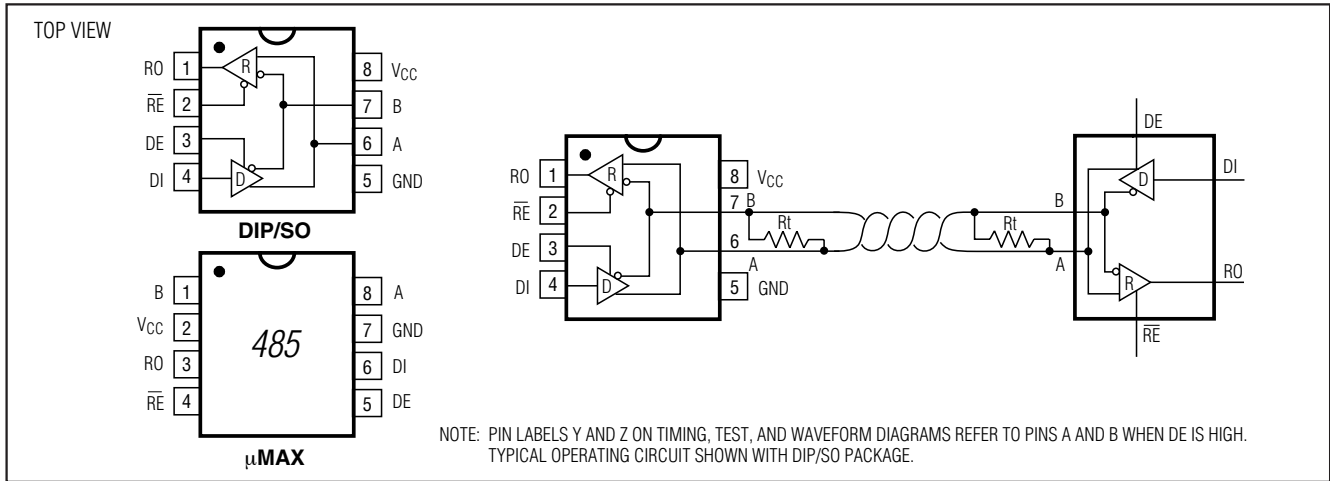 TOP VIEW
RO 1
RE 2
DE 3
DI 4
8 VCC
7 B
6 A
5 GND
R
D
DIP/SO
B 1
VCC 2
RO 3
RE 4
8 A
7 GND
6 DI
5 DE
485
μMAX
RO 1
RE 2
DE 3
DI 4
R
D
8 VCC
7 B
6 A
5 GND
Rt
Rt
B
A
DE
D
DI
R
RO
RE
NOTE: PIN LABELS Y AND Z ON TIMING, TEST, AND WAVEFORM DIAGRAMS REFER TO PINS A AND B WHEN DE IS HIGH.
TYPICAL OPERATING CIRCUIT SHOWN WITH DIP/SO PACKAGE.